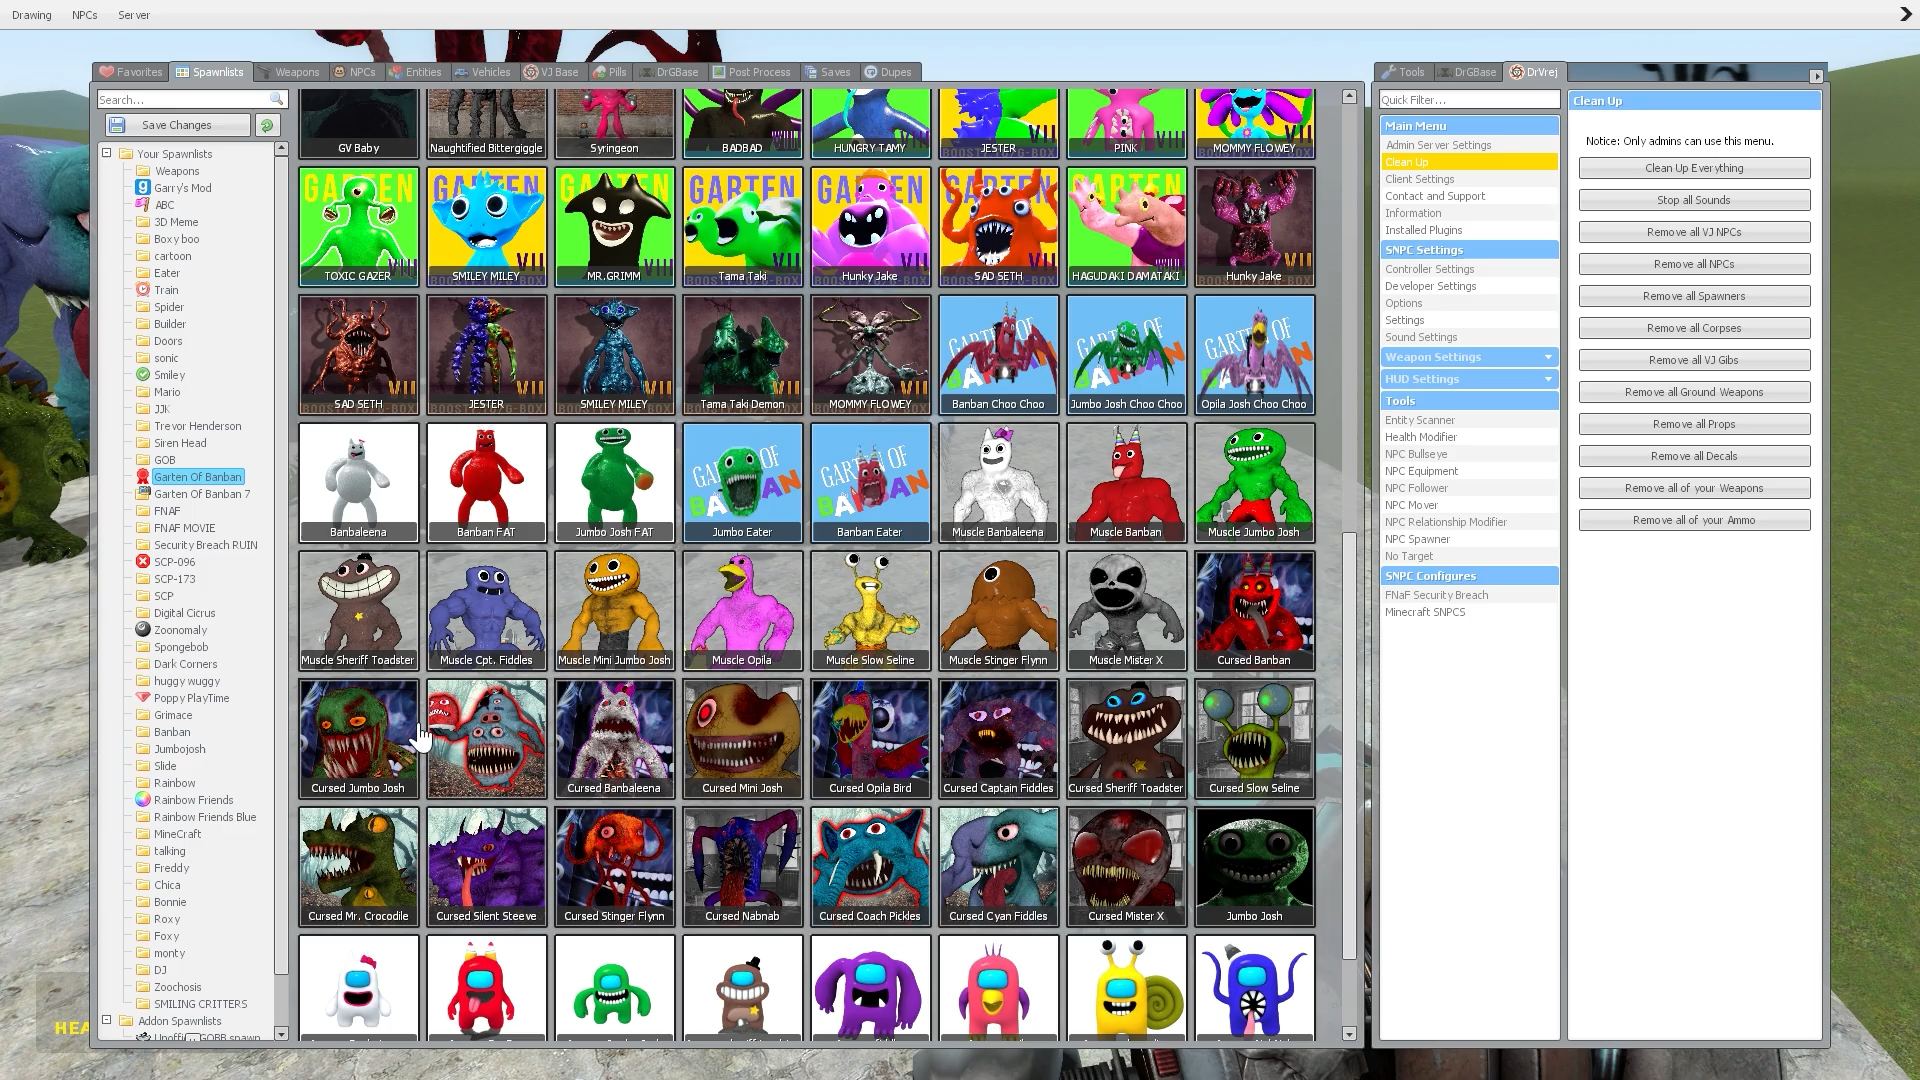 Drawing NPCs Server
Favorites Spawnlists Weapons NPCs Entities Vehicles VJ Base Pills DrGBase Post Process Saves Dupes
Search...
Save Changes
Your Spawnlists
Weapons
Garry's Mod
ABC
3D Meme
Boxy boo
cartoon
Eater
Train
Spider
Builder
Doors
sonic
Smiley
Mario
JJK
Trevor Henderson
Siren Head
GOB
Garten Of Banban
Garten Of Banban 7
FNAF
FNAF MOVIE
Security Breach RUIN
SCP-096
SCP-173
SCP
Digital Cicrus
Zoonomaly
Spongebob
Dark Corners
huggy wuggy
Poppy PlayTime
Grimace
Banban
Jumbojosh
Slide
Rainbow
Rainbow Friends
Rainbow Friends Blue
MineCraft
talking
Freddy
Chica
Bonnie
Roxy
Foxy
monty
DJ
Zoochosis
SMILING CRITTERS
Addon Spawnlists
HEA
GV Baby Naughtified Bittergiggle Syringeon BADBAD HUNGRY TAMY JESTER PINK MOMMY FLOWEY
GARTEN GARTEN GARTEN GARTEN GARTEN GARTEN GARTEN
TOXIC GAZER SMILEY MILEY MR.GRIMM Tama Taki Hunky Jake SAD SETH HAGUDAKI DAMATAKI Hunky Jake
SAD SETH JESTER SMILEY MILEY Tama Taki Demon MOMMY FLOWEY Banban Choo Choo Jumbo Josh Choo Choo Opila Josh Choo Choo
Banbaleena Banban FAT Jumbo Josh FAT Jumbo Eater Banban Eater Muscle Banbaleena Muscle Banban Muscle Jumbo Josh
Muscle Sheriff Toadster Muscle Cpt. Fiddles Muscle Mini Jumbo Josh Muscle Opila Muscle Slow Seline Muscle Stinger Flynn Muscle Mister X Cursed Banban
Cursed Jumbo Josh Cursed Banbaleena Cursed Mini Josh Cursed Opila Bird Cursed Captain Fiddles Cursed Sheriff Toadster Cursed Slow Seline
Cursed Mr. Crocodile Cursed Silent Steeve Cursed Stinger Flynn Cursed Nabnab Cursed Coach Pickles Cursed Cyan Fiddles Cursed Mister X Jumbo Josh
Tools DrGBase DrVrej
Quick Filter...
Main Menu
Admin Server Settings
Clean Up
Client Settings
Contact and Support
Information
Installed Plugins
SNPC Settings
Controller Settings
Developer Settings
Options
Settings
Sound Settings
Weapon Settings
HUD Settings
Tools
Entity Scanner
Health Modifier
NPC Bullseye
NPC Equipment
NPC Follower
NPC Mover
NPC Relationship Modifier
NPC Spawner
No Target
SNPC Configures
FNaF Security Breach
Minecraft SNPCS
Clean Up
Notice: Only admins can use this menu.
Clean Up Everything
Stop all Sounds
Remove all VJ NPCs
Remove all NPCs
Remove all Spawners
Remove all Corpses
Remove all VJ Gibs
Remove all Ground Weapons
Remove all Props
Remove all Decals
Remove all of your Weapons
Remove all of your Ammo